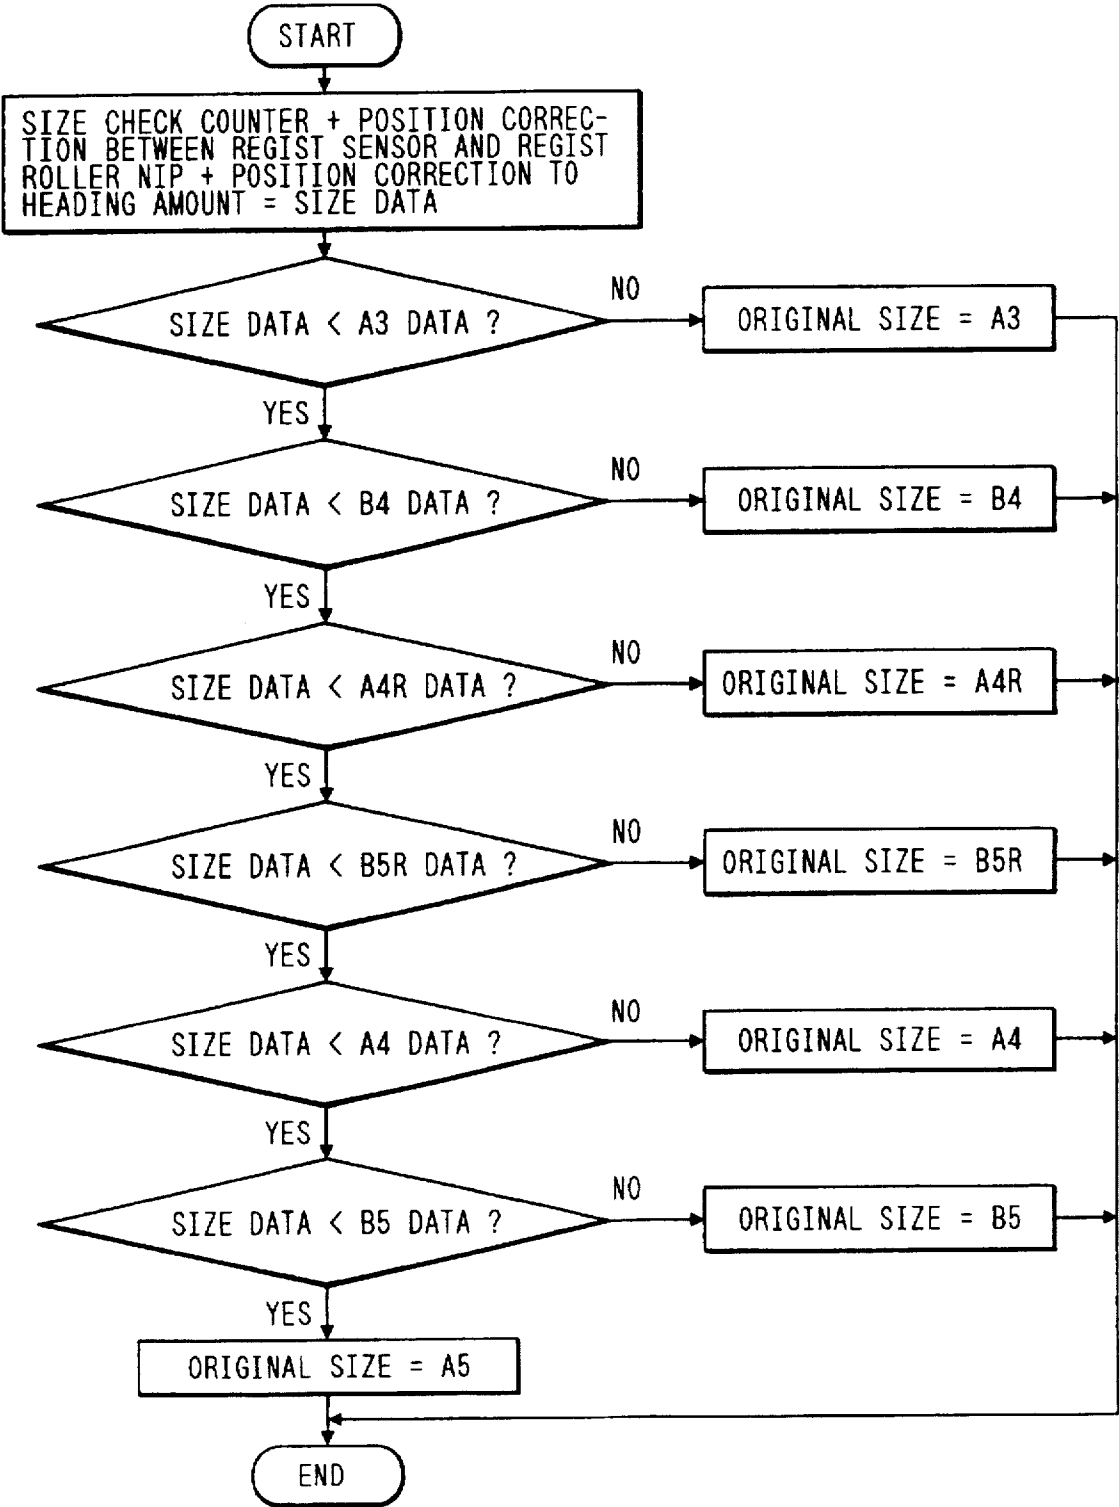 START
SIZE CHECK COUNTER + POSITION CORREC-
TION BETWEEN REGIST SENSOR AND REGIST
ROLLER NIP + POSITION CORRECTION TO
HEADING AMOUNT = SIZE DATA
SIZE DATA < A3 DATA ?
NO
ORIGINAL SIZE = A3
YES
SIZE DATA < B4 DATA ?
NO
ORIGINAL SIZE = B4
YES
SIZE DATA < A4R DATA ?
NO
ORIGINAL SIZE = A4R
YES
SIZE DATA < B5R DATA ?
NO
ORIGINAL SIZE = B5R
YES
SIZE DATA < A4 DATA ?
NO
ORIGINAL SIZE = A4
YES
SIZE DATA < B5 DATA ?
NO
ORIGINAL SIZE = B5
YES
ORIGINAL SIZE = A5
END